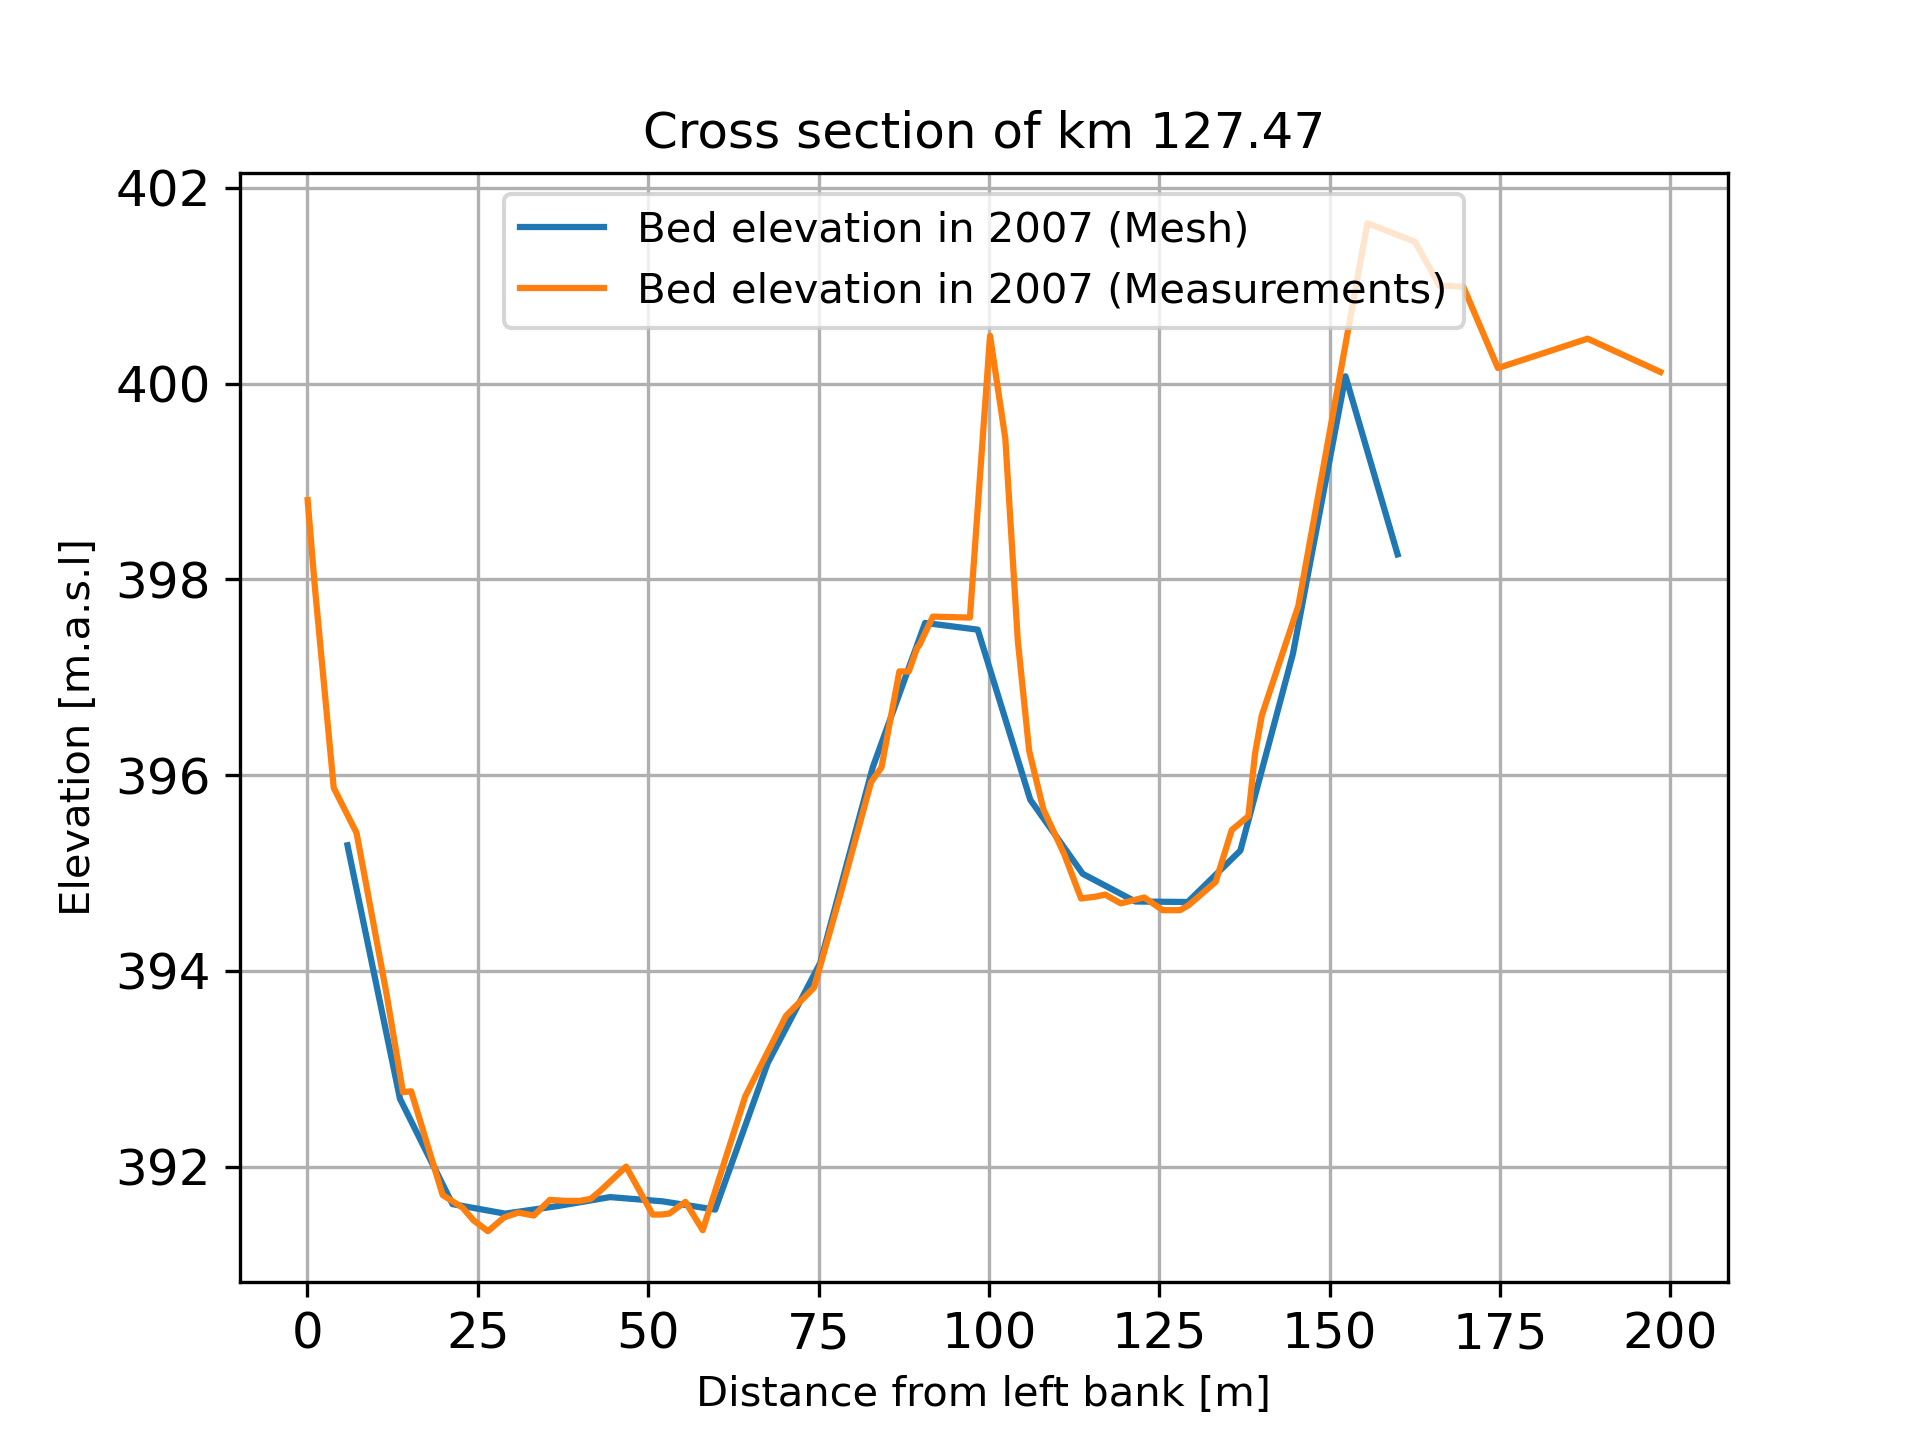 Cross section of km 127.47
402
400
398
396
394
392
Elevation [m.a.s.l]
Bed elevation in 2007 (Mesh)
Bed elevation in 2007 (Measurements)
0 25 50 75 100 125 150 175 200
Distance from left bank [m]